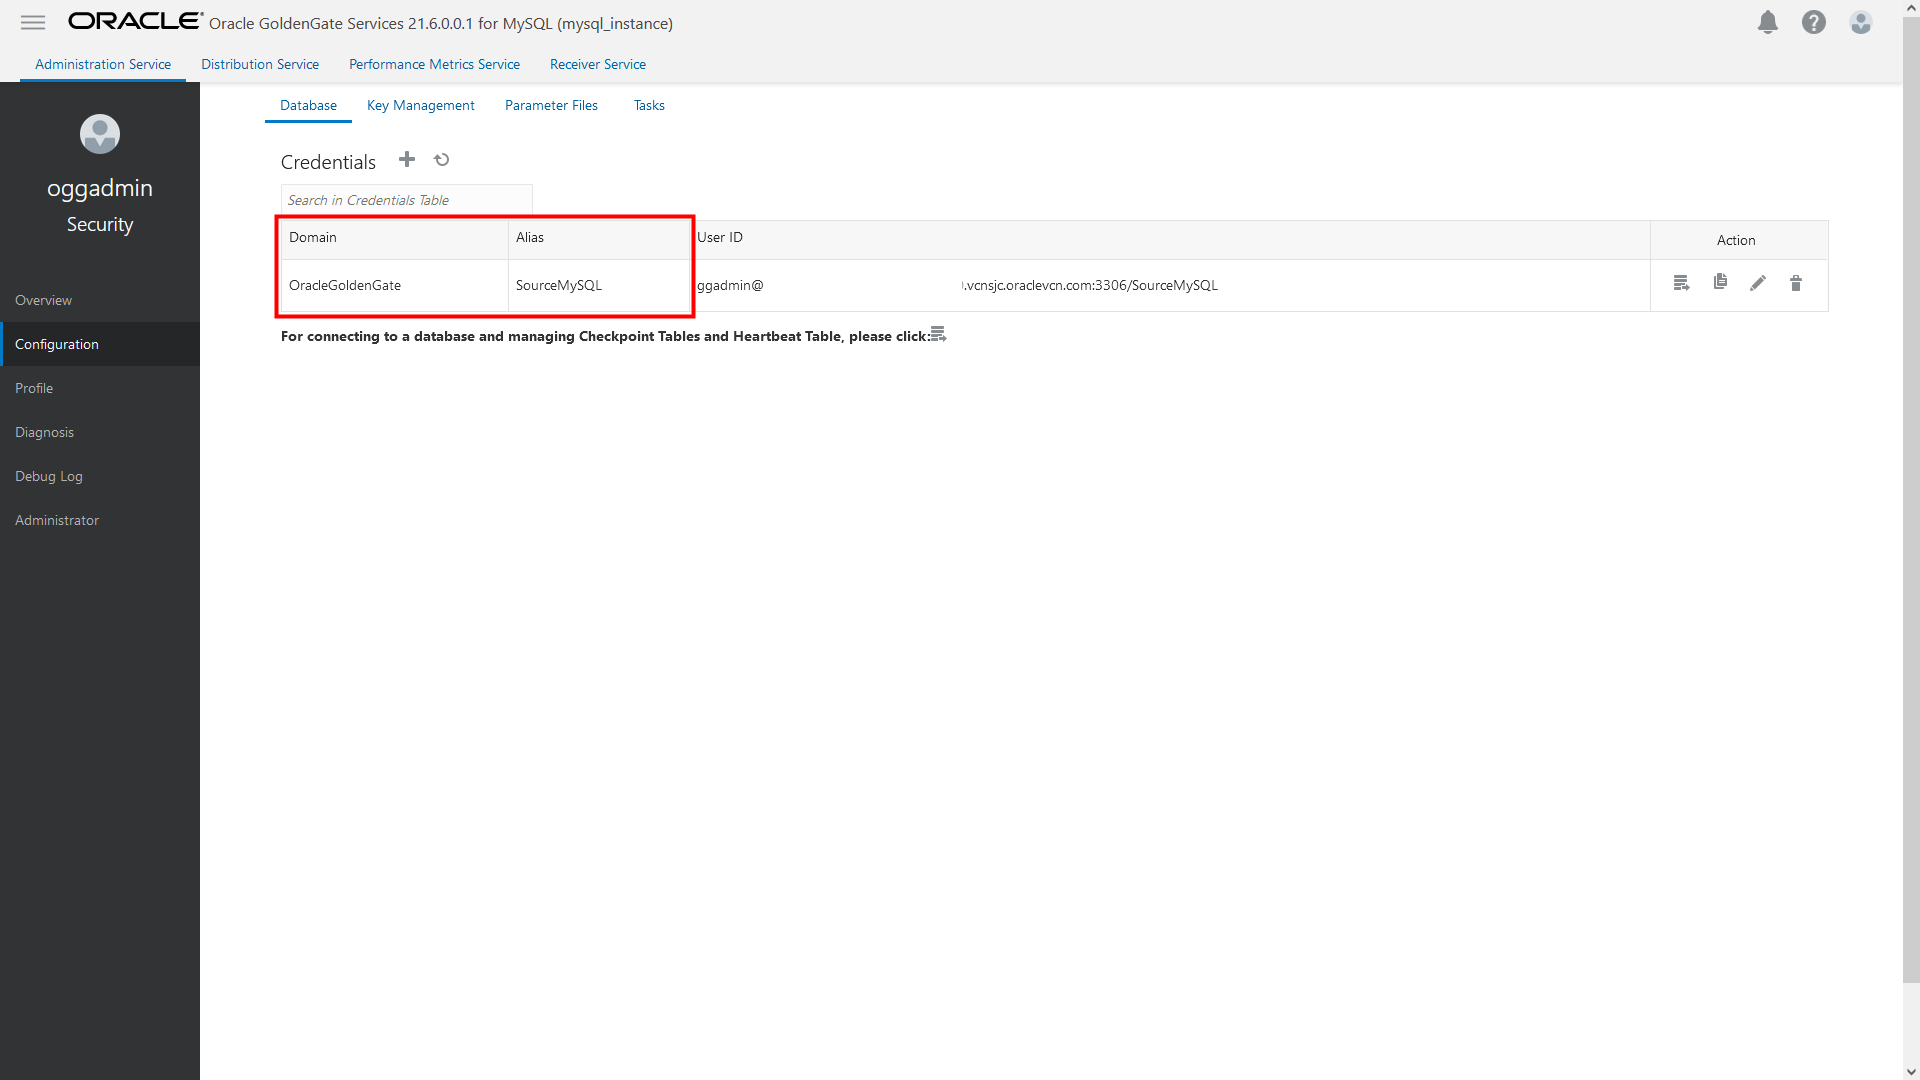 ORACLE Oracle GoldenGate Services 21.6.0.0.1 for MySQL (mysql_instance)
Administration Service Distribution Service Performance Metrics Service Receiver Service
oggadmin
Security
Overview
Configuration
Profile
Diagnosis
Debug Log
Administrator
Database Key Management Parameter Files Tasks
Credentials
Search in Credentials Table
Domain Alias User ID Action
OracleGoldenGate SourceMySQL ggadmin@ .vcnsjc.oraclevcn.com:3306/SourceMySQL
For connecting to a database and managing Checkpoint Tables and Heartbeat Table, please click: